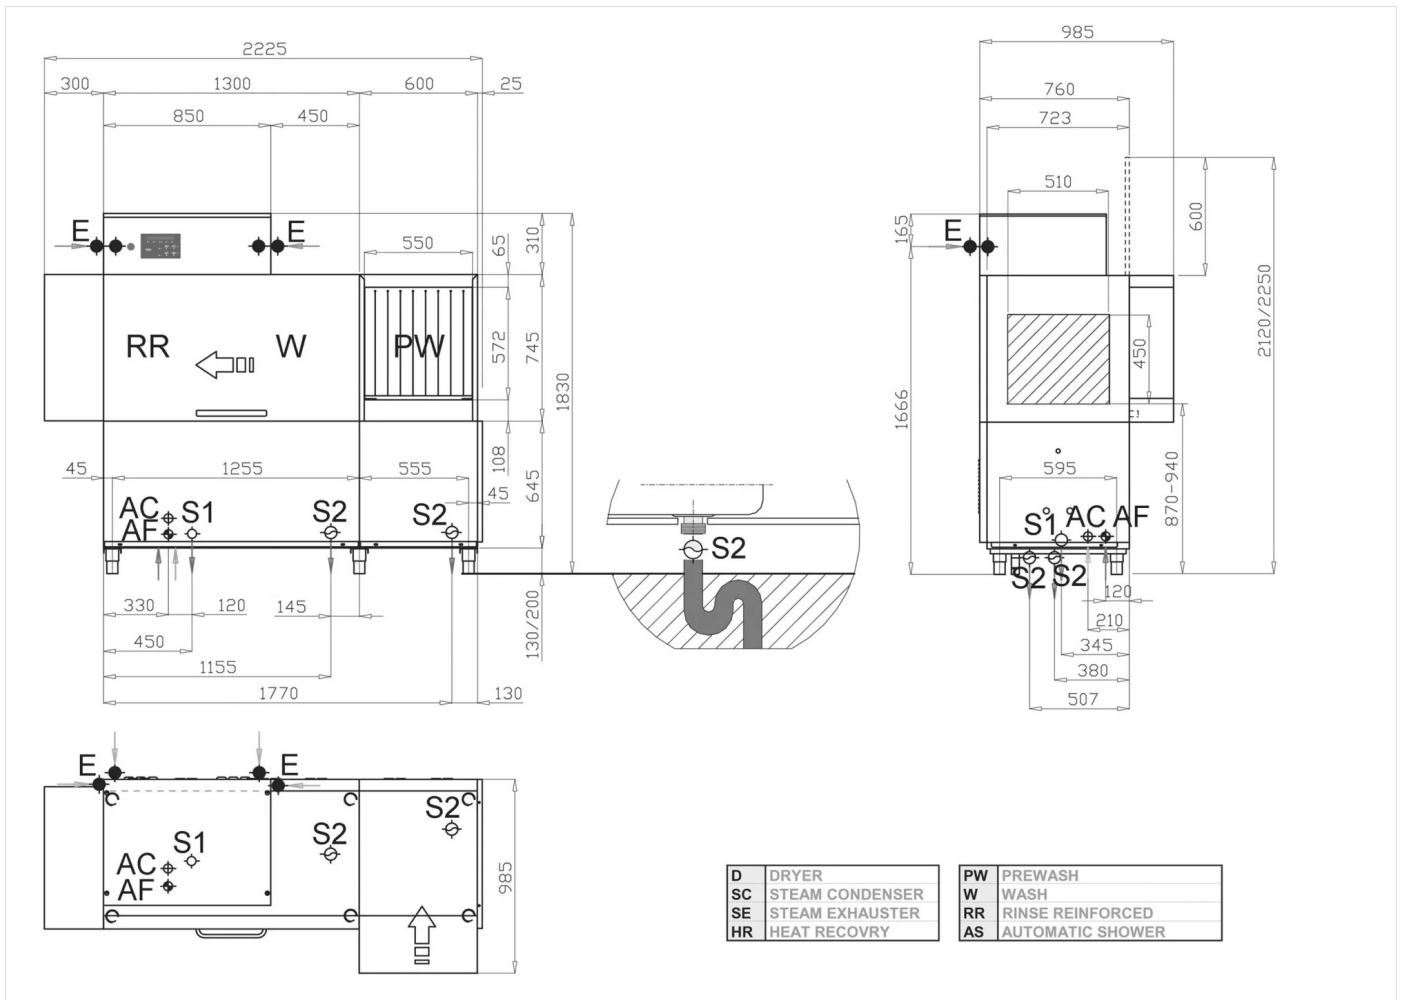 2225
300 1300 600 25
850 450
E E
550
65
310
RR W PW
572
745
1830
45 1255 555
108
645
45
AC S1 S2 S2
AF
330 120 145
130/200
450
1155
1770 130
S2
985
760
723
510
600
165
E
2120/2250
450
1666
870-940
595
S1 AC AF
S2 S2
120
210
345
380
507
E E
S2
S1 S2
AC
AF
985
D DRYER
SC STEAM CONDENSER
SE STEAM EXHAUSTER
HR HEAT RECOVRY
PW PREWASH
W WASH
RR RINSE REINFORCED
AS AUTOMATIC SHOWER